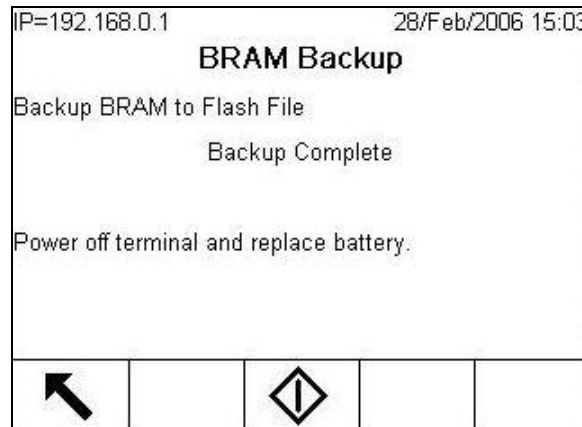 IP=192.168.0.1 28/Feb/2006 15:03
BRAM Backup
Backup BRAM to Flash File
Backup Complete
Power off terminal and replace battery.